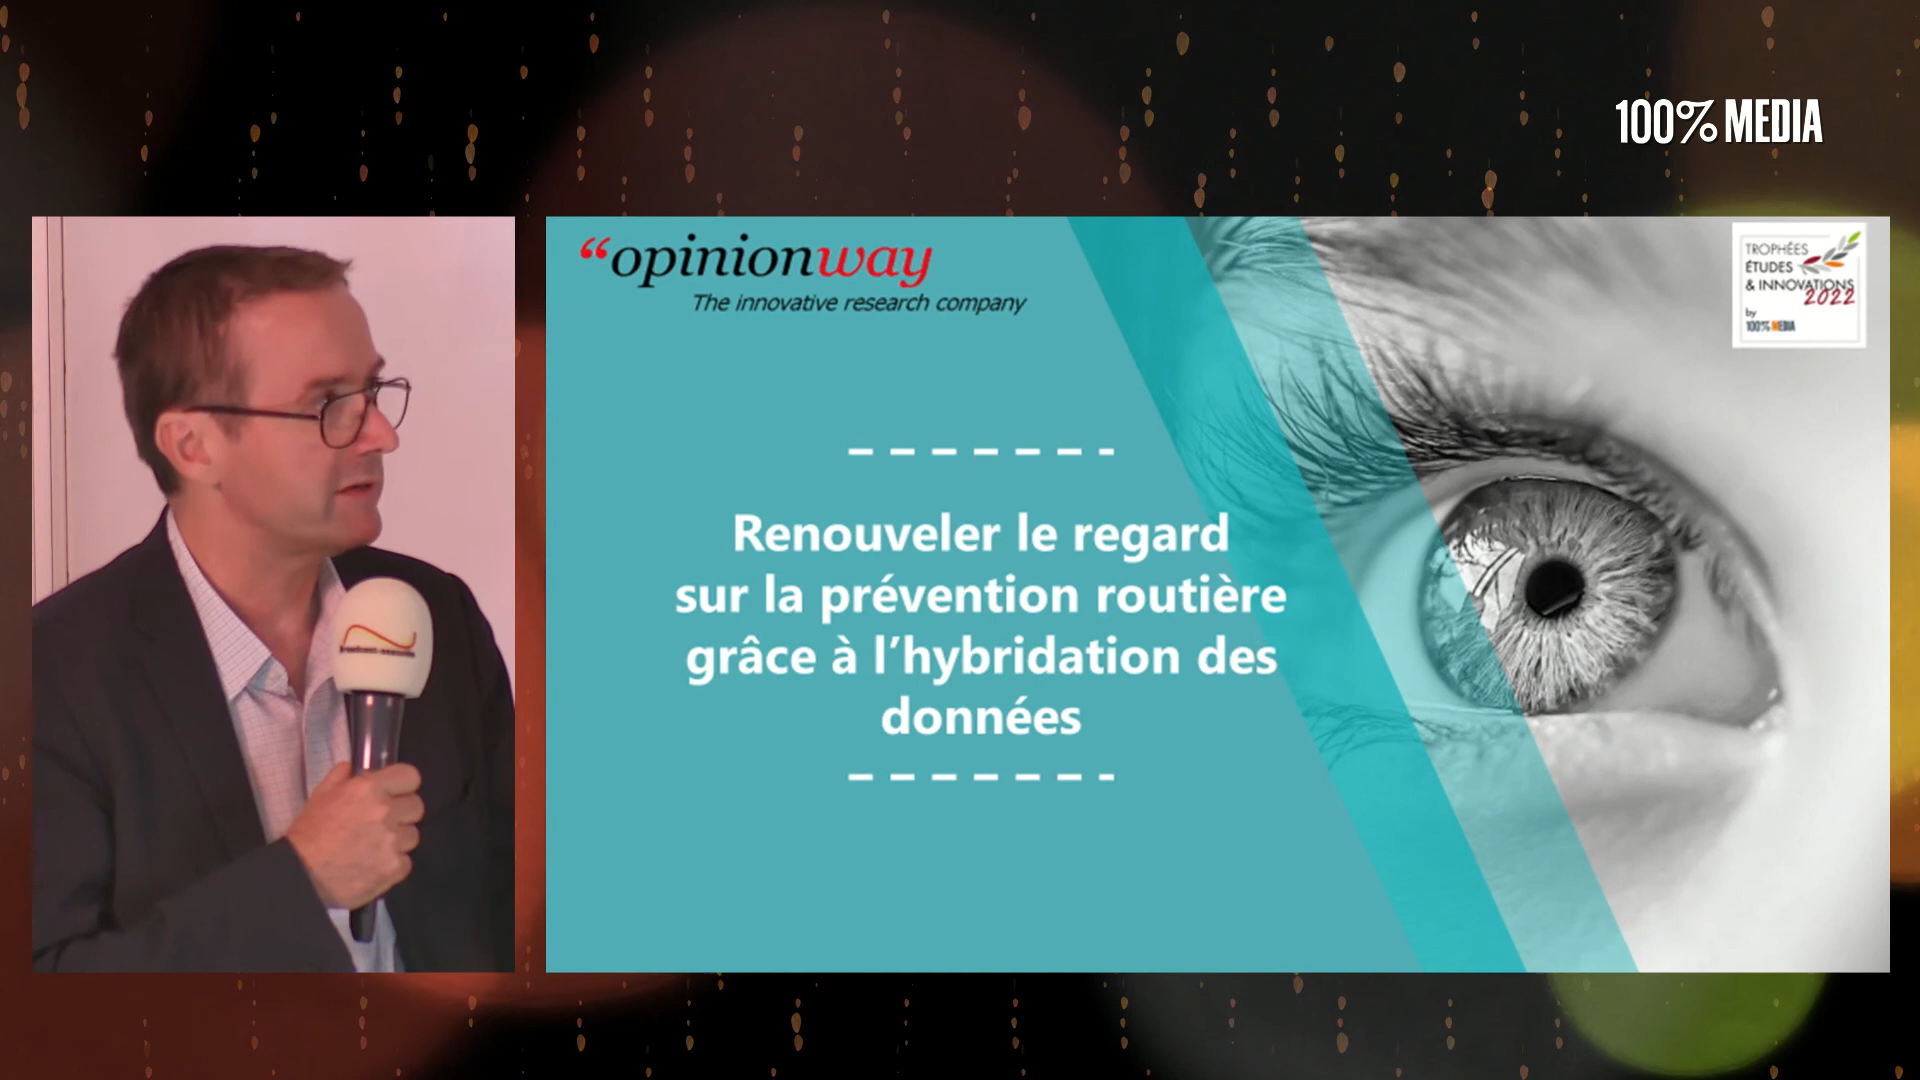 100% MEDIA
“opinionway
The innovative research company
TROPHÉES
ÉTUDES
& INNOVATIONS
2022
by
100% MEDIA
Renouveler le regard
sur la prévention routière
grâce à l’hybridation des
données